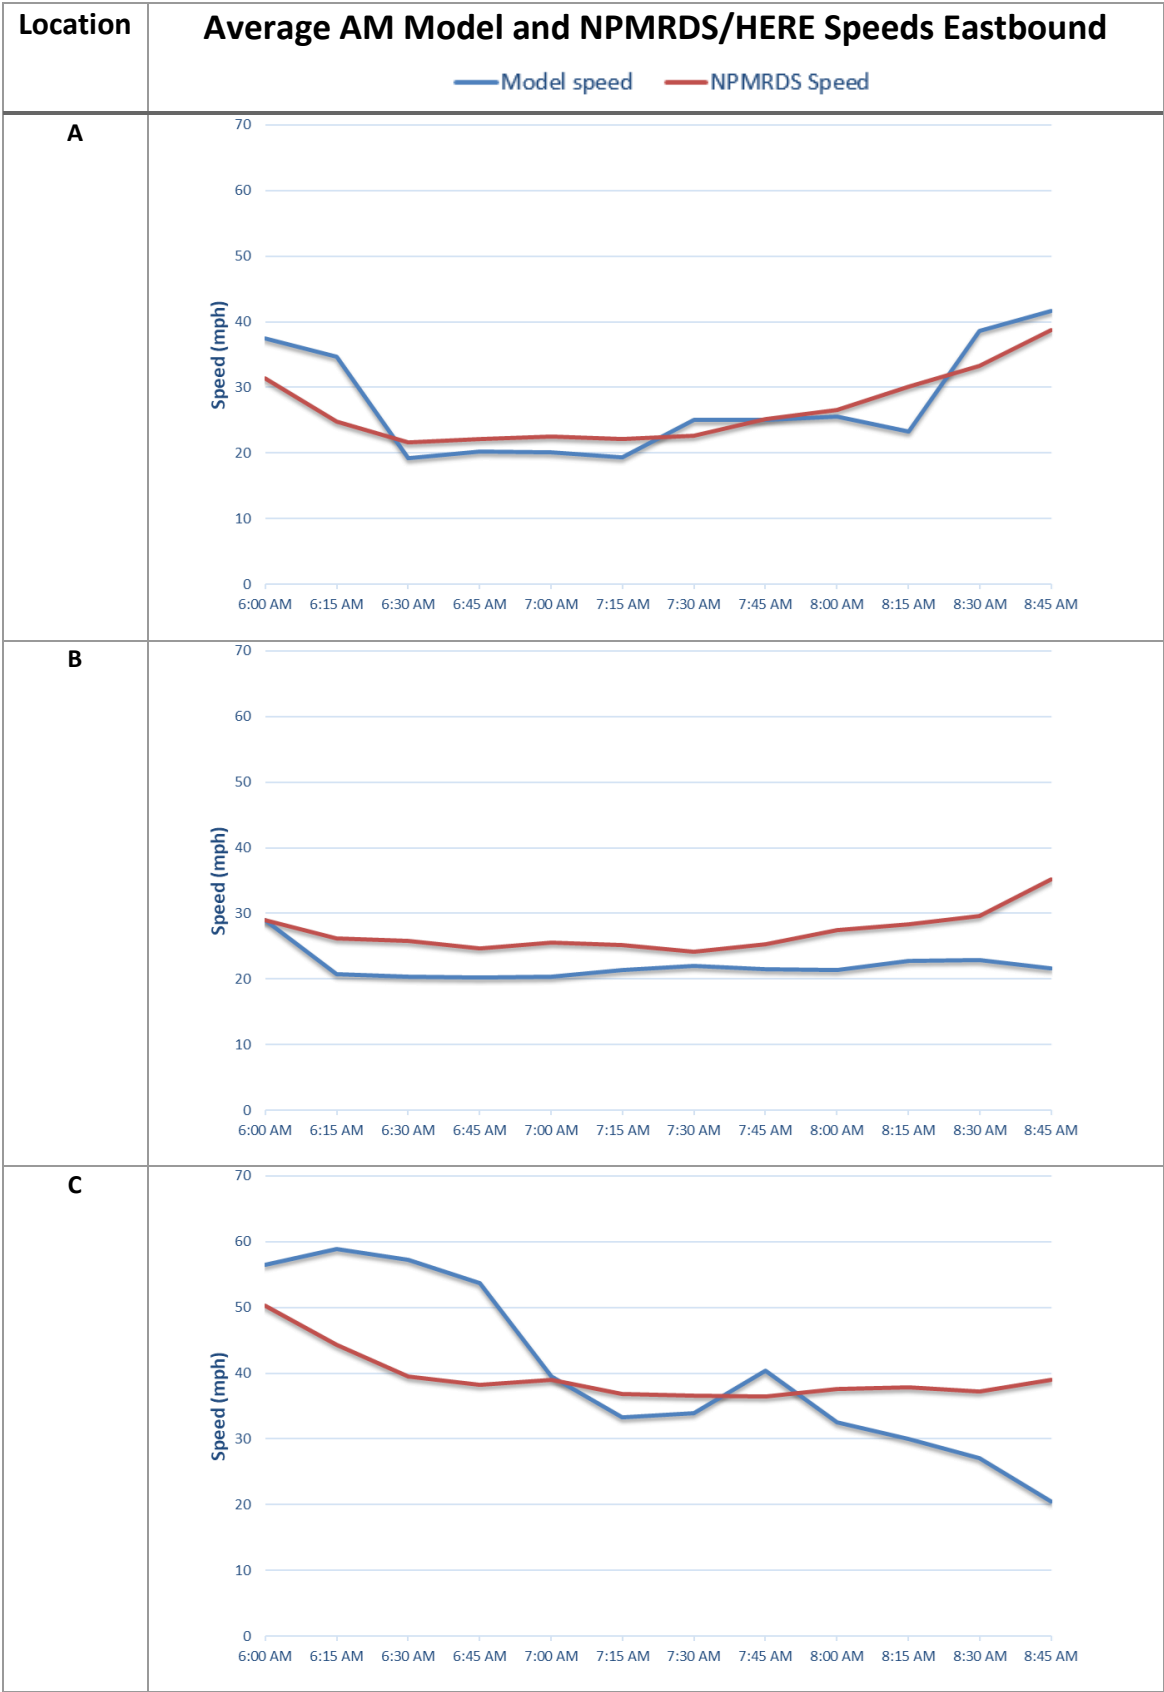 Location
Average AM Model and NPMRDS/HERE Speeds Eastbound
Model speed NPMRDS Speed
A
Speed (mph)
70
60
50
40
30
20
10
0
6:00 AM 6:15 AM 6:30 AM 6:45 AM 7:00 AM 7:15 AM 7:30 AM 7:45 AM 8:00 AM 8:15 AM 8:30 AM 8:45 AM
B
Speed (mph)
70
60
50
40
30
20
10
0
6:00 AM 6:15 AM 6:30 AM 6:45 AM 7:00 AM 7:15 AM 7:30 AM 7:45 AM 8:00 AM 8:15 AM 8:30 AM 8:45 AM
C
Speed (mph)
70
60
50
40
30
20
10
0
6:00 AM 6:15 AM 6:30 AM 6:45 AM 7:00 AM 7:15 AM 7:30 AM 7:45 AM 8:00 AM 8:15 AM 8:30 AM 8:45 AM